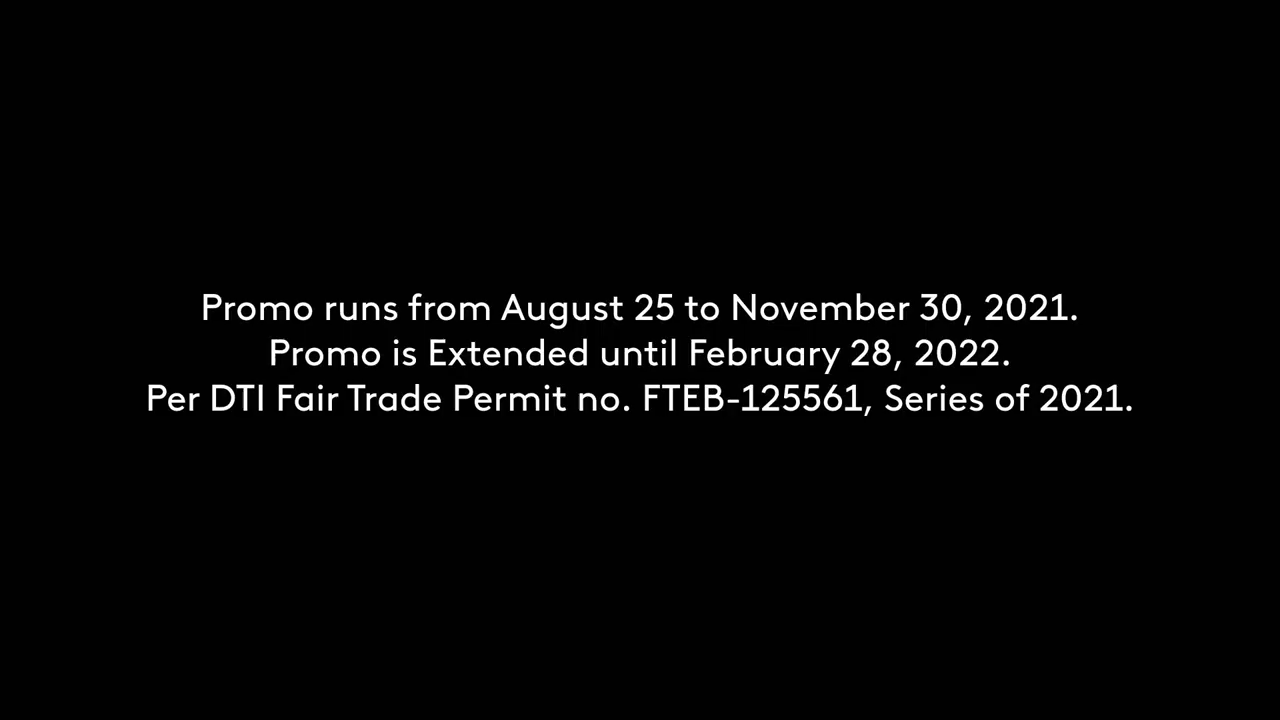 Promo runs from August 25 to November 30, 2021.
Promo is Extended until February 28, 2022.
Per DTI Fair Trade Permit no. FTEB-125561, Series of 2021.